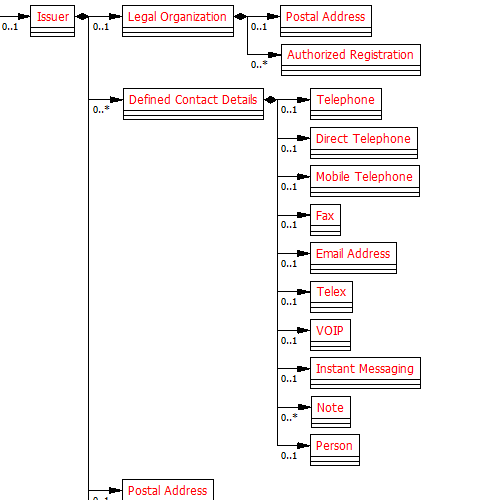 Issuer
0..1
Legal Organization
0..1
Postal Address
0..1
Authorized Registration
0..*
Defined Contact Details
0..*
Telephone
0..1
Direct Telephone
0..1
Mobile Telephone
0..1
Fax
0..1
Email Address
0..1
Telex
0..1
VOIP
0..1
Instant Messaging
0..1
Note
0..*
Person
0..1
Postal Address
0..1